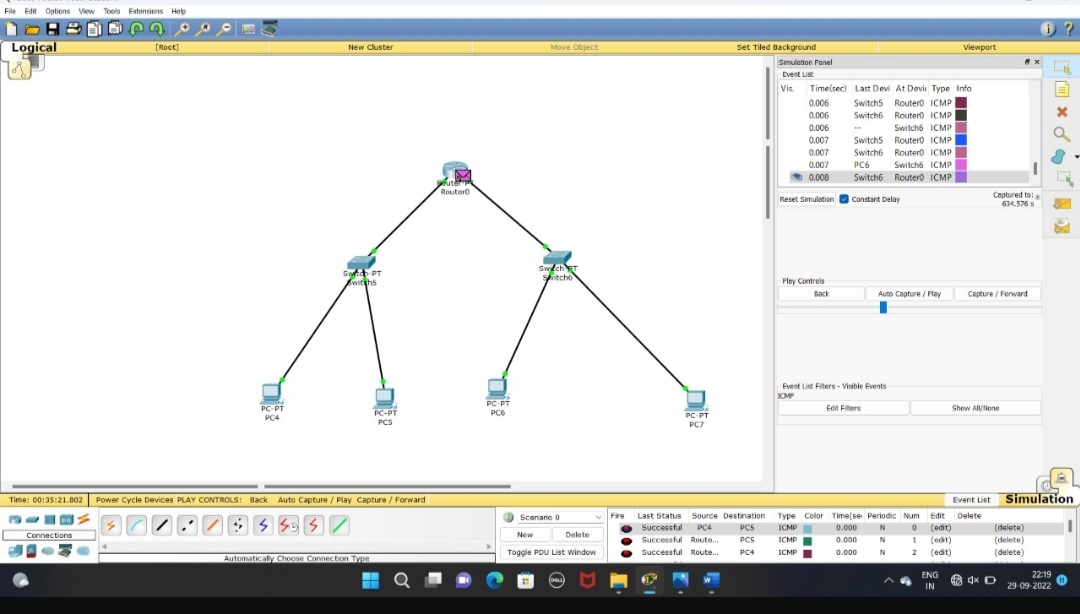 File Edit Options View Tools Extensions Help
Logical [Root] New Cluster Move Object Set Tiled Background Viewport
Simulation Panel
Event List
Vis. Time(sec) Last Devi At Devic Type Info
0.006 Switch5 Router0 ICMP
0.006 Switch6 Router0 ICMP
0.006 -- Switch6 ICMP
0.007 Switch5 Router0 ICMP
0.007 Switch6 Router0 ICMP
0.007 PC6 Switch6 ICMP
0.008 Switch6 Router0 ICMP
Reset Simulation Constant Delay Captured to: *
634.576 s
Play Controls
Back Auto Capture / Play Capture / Forward
Event List Filters - Visible Events
ICMP
Edit Filters Show All/None
Router-PT
Router0
Switch-PT
Switch5
Switch-PT
Switch6
PC-PT
PC4
PC-PT
PC5
PC-PT
PC6
PC-PT
PC7
Time: 00:35:21.802 Power Cycle Devices PLAY CONTROLS: Back Auto Capture / Play Capture / Forward Event List Simulation
Connections
Automatically Choose Connection Type
Scenario 0
New Delete
Toggle PDU List Window
Fire Last Status Source Destination Type Color Time(se Periodic Num Edit Delete
Successful PC4 PC5 ICMP 0.000 N 0 (edit) (delete)
Successful Route... PC5 ICMP 0.000 N 1 (edit) (delete)
Successful Route... PC4 ICMP 0.000 N 2 (edit) (delete)
DELL
W
ENG
IN
22:19
29-09-2022
11